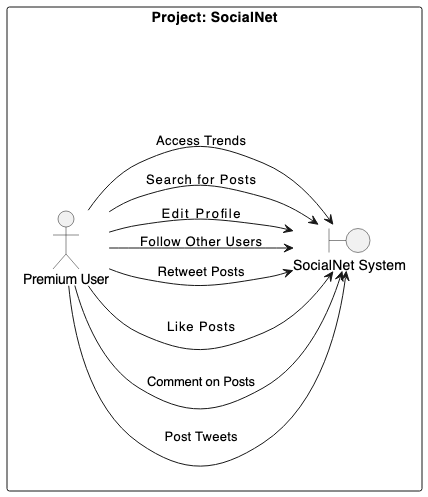 Project: SocialNet
Access Trends
Search for Posts
Edit Profile
Follow Other Users
SocialNet System
Retweet Posts
Premium User
Like Posts
Comment on Posts
Post Tweets